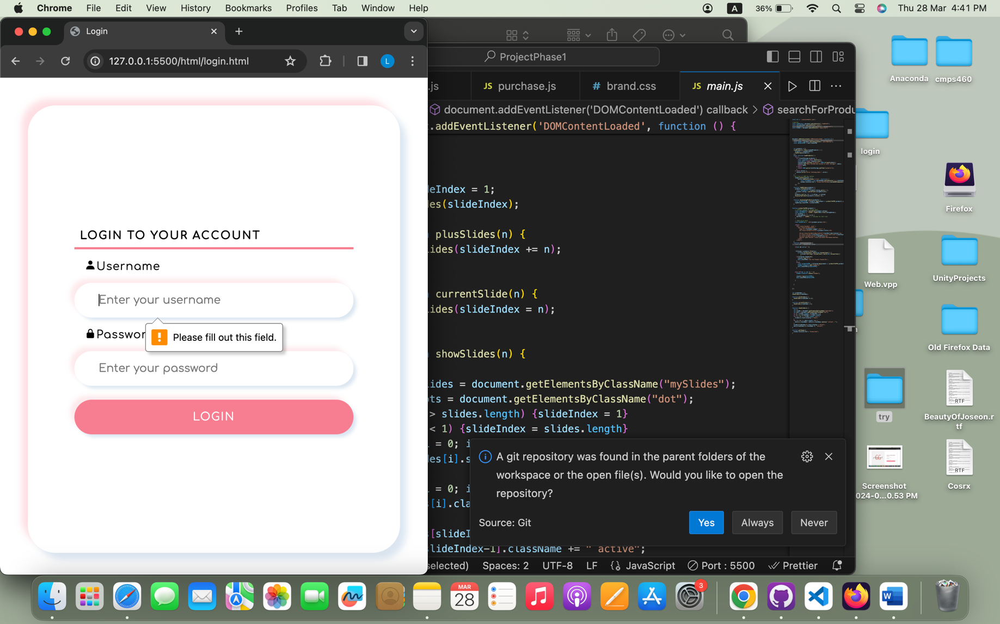 Chrome File Edit View History Bookmarks Profiles Tab Window Help
A 36% Thu 28 Mar 4:41 PM
Login
127.0.0.1:5500/html/login.html
L
LOGIN TO YOUR ACCOUNT
Username
Enter your username
Passwor
Please fill out this field.
Enter your password
LOGIN
ProjectPhase1
.js
JS purchase.js
# brand.css
JS main.js
document.addEventListener('DOMContentLoaded') callback > searchForProdu
.addEventListener('DOMContentLoaded', function () {
eIndex = 1;
es(slideIndex);
plusSlides(n) {
ides(slideIndex += n);
currentSlide(n) {
ides(slideIndex = n);
showSlides(n) {
ides = document.getElementsByClassName("mySlides");
ts = document.getElementsByClassName("dot");
> slides.length) {slideIndex = 1}
< 1) {slideIndex = slides.length}
= 0; i
es[i].s
= 0; i
[i].cla
[slideI
lideIndex-1].className += " active";
A git repository was found in the parent folders of the
workspace or the open file(s). Would you like to open the
repository?
Source: Git
Yes
Always
Never
selected) Spaces: 2 UTF-8 LF JavaScript Port : 5500 Prettier
Anaconda
cmps460
login
Firefox
Web.vpp
UnityProjects
Old Firefox Data
try
RTF
BeautyOfJoseon.r
tf
Screenshot
024-0...0.53 PM
RTF
Cosrx
MAR
28
3
W